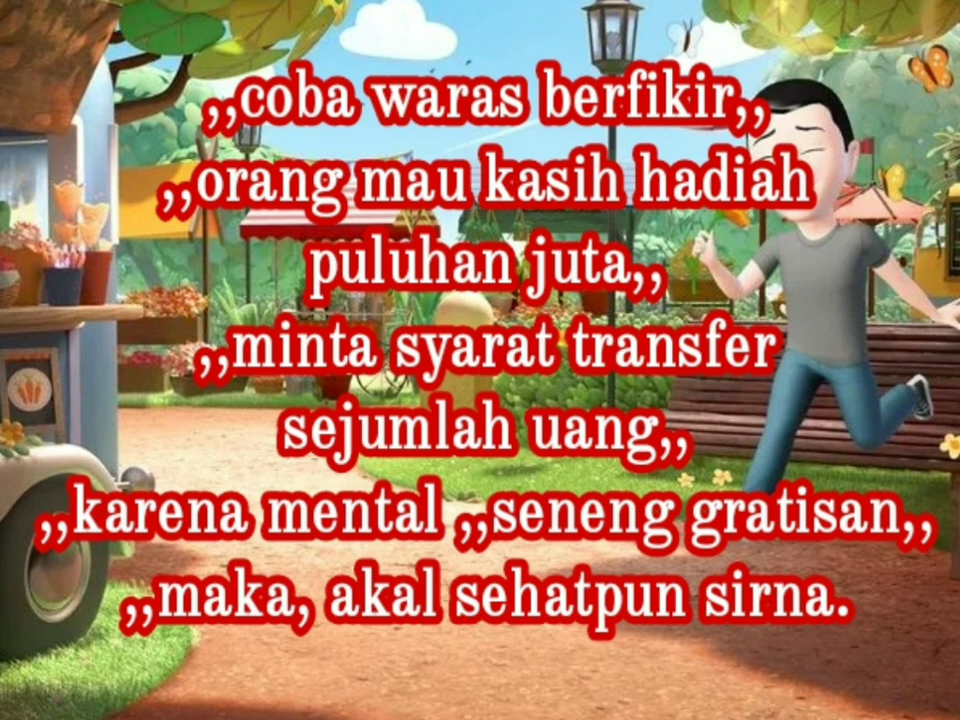 ,,coba waras berfikir,,
,,orang mau kasih hadiah
puluhan juta,,
,,minta syarat transfer
sejumlah uang,,
,,karena mental ,,seneng gratisan,,
,,maka, akal sehatpun sirna.